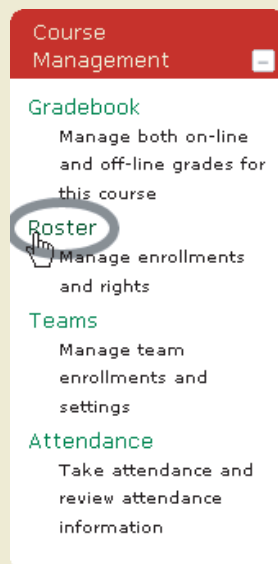 Course
Management
Gradebook
Manage both on-line
and off-line grades for
this course
Roster
Manage enrollments
and rights
Teams
Manage team
enrollments and
settings
Attendance
Take attendance and
review attendance
information